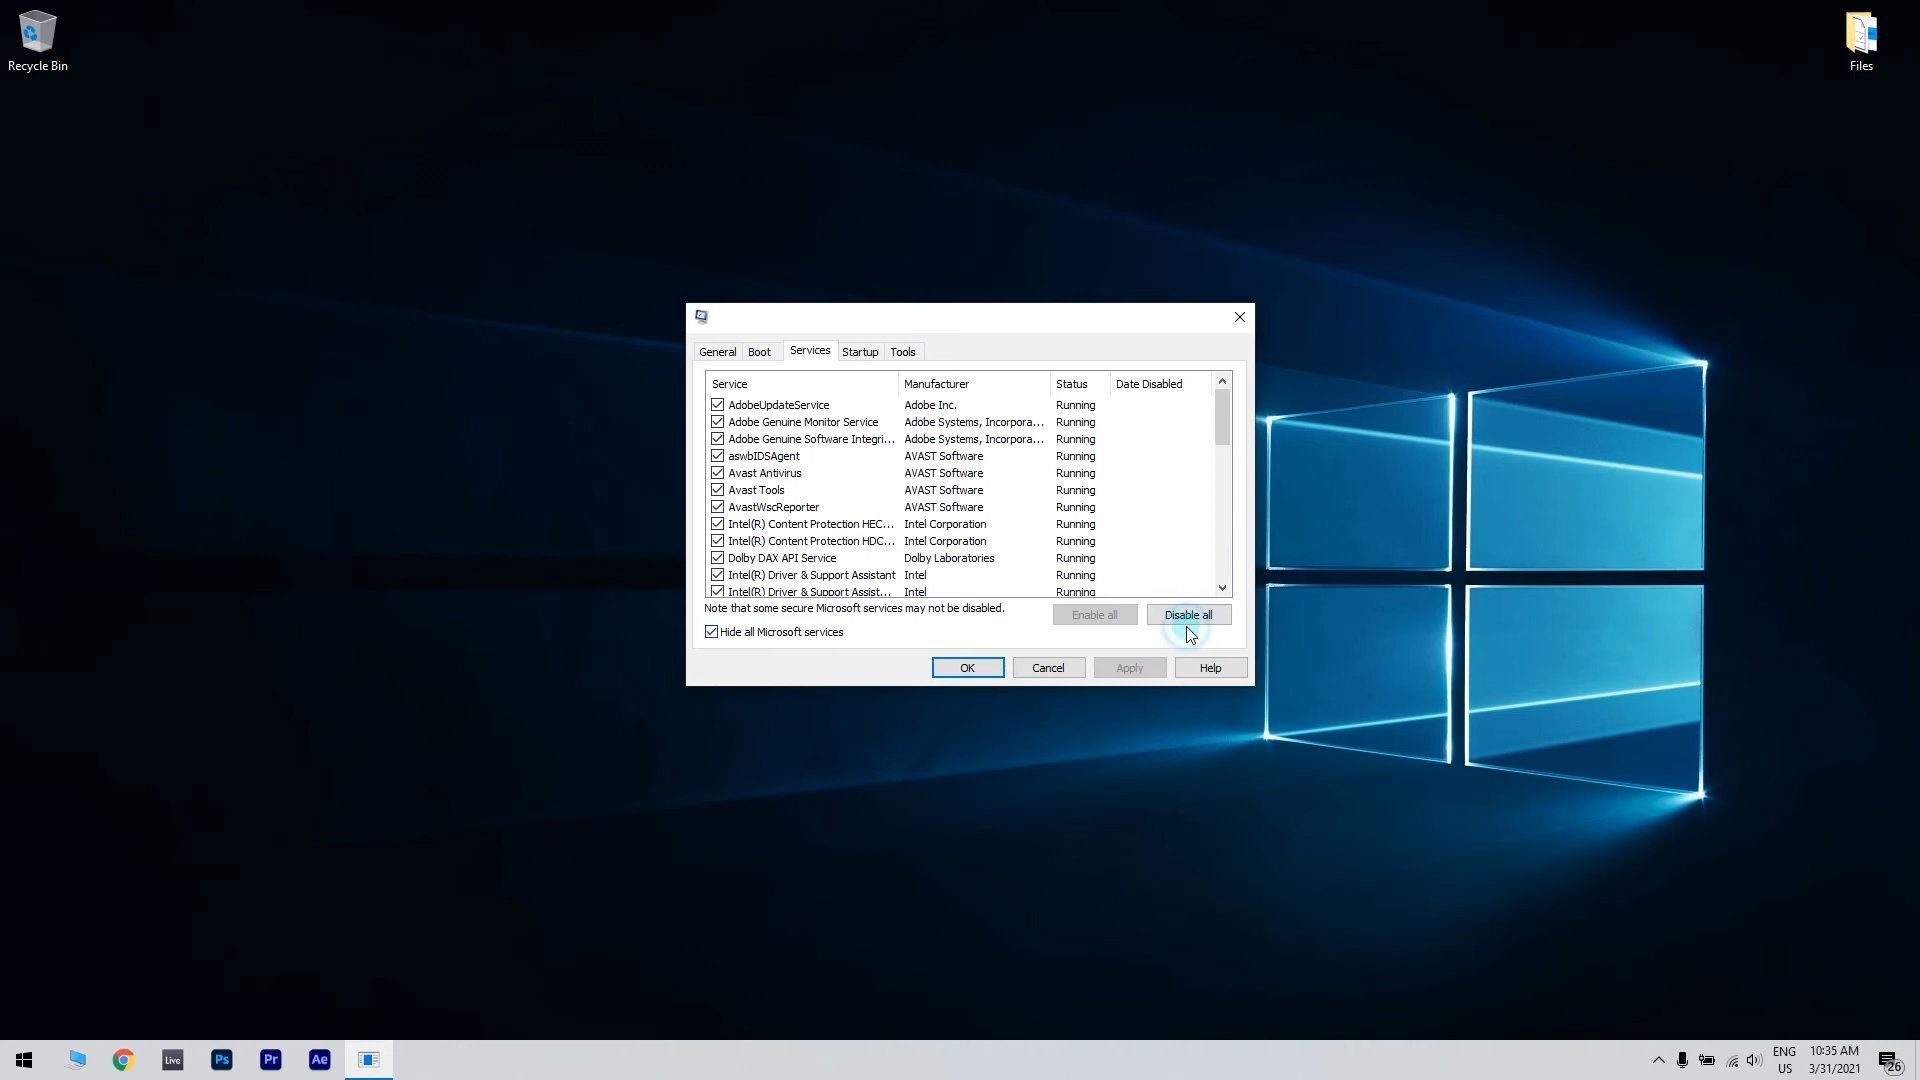 Recycle Bin
Files
General Boot Services Startup Tools
Service Manufacturer Status Date Disabled
AdobeUpdateService Adobe Inc. Running
Adobe Genuine Monitor Service Adobe Systems, Incorpora... Running
Adobe Genuine Software Integri... Adobe Systems, Incorpora... Running
aswbIDSAgent AVAST Software Running
Avast Antivirus AVAST Software Running
Avast Tools AVAST Software Running
AvastWscReporter AVAST Software Running
Intel(R) Content Protection HEC... Intel Corporation Running
Intel(R) Content Protection HDC... Intel Corporation Running
Dolby DAX API Service Dolby Laboratories Running
Intel(R) Driver & Support Assistant Intel Running
Intel(R) Driver & Support Assist... Intel Running
Note that some secure Microsoft services may not be disabled.
Enable all Disable all
Hide all Microsoft services
OK Cancel Apply Help
Live Ps Pr Ae
ENG
US
10:35 AM
3/31/2021
26